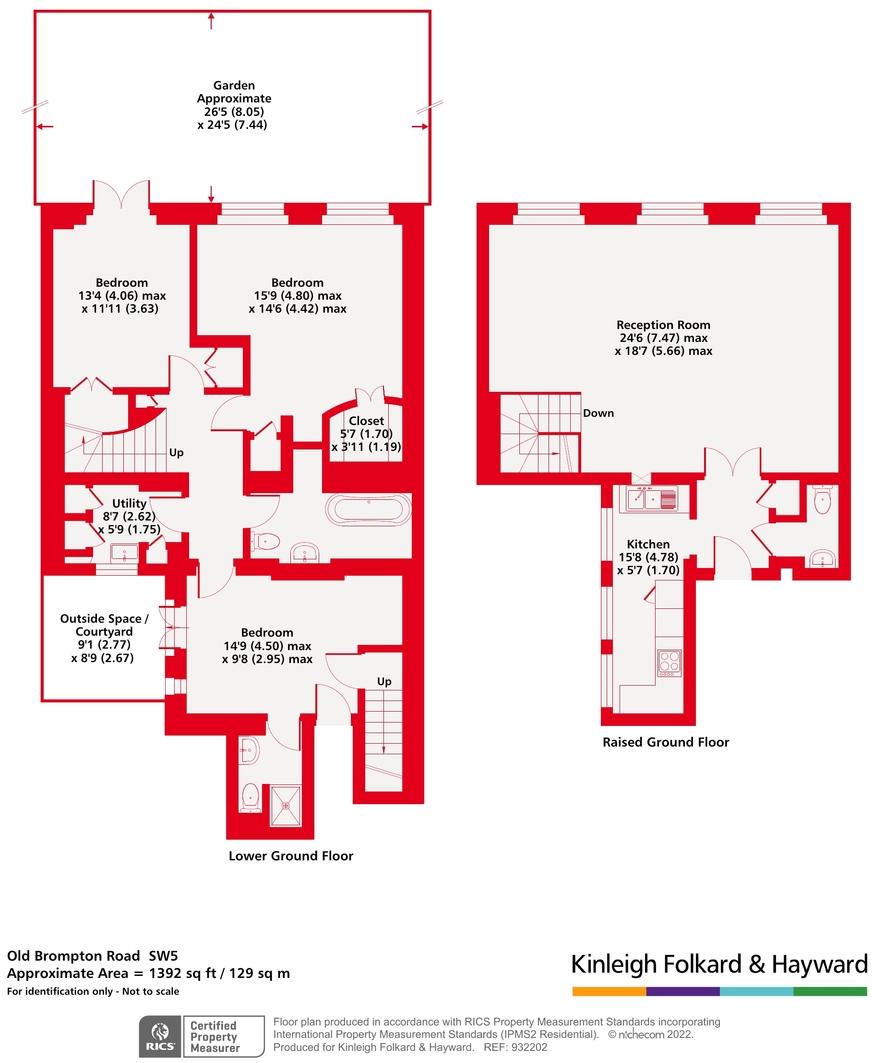 Garden
Approximate
26'5 (8.05)
x 24'5 (7.44)
Bedroom
13'4 (4.06) max
x 11'11 (3.63)
Bedroom
15'9 (4.80) max
x 14'6 (4.42) max
Closet
5'7 (1.70)
x 3'11 (1.19)
Up
Utility
8'7 (2.62)
x 5'9 (1.75)
Outside Space /
Courtyard
9'1 (2.77)
x 8'9 (2.67)
Bedroom
14'9 (4.50) max
x 9'8 (2.95) max
Up
Lower Ground Floor
Reception Room
24'6 (7.47) max
x 18'7 (5.66) max
Down
Kitchen
15'8 (4.78)
x 5'7 (1.70)
Raised Ground Floor
Old Brompton Road SW5
Approximate Area = 1392 sq ft / 129 sq m
For identification only - Not to scale
Kinleigh Folkard & Hayward
RICS
Certified
Property
Measurer
Floor plan produced in accordance with RICS Property Measurement Standards incorporating
International Property Measurement Standards (IPMS2 Residential). © n!checom 2022.
Produced for Kinleigh Folkard & Hayward. REF: 932202